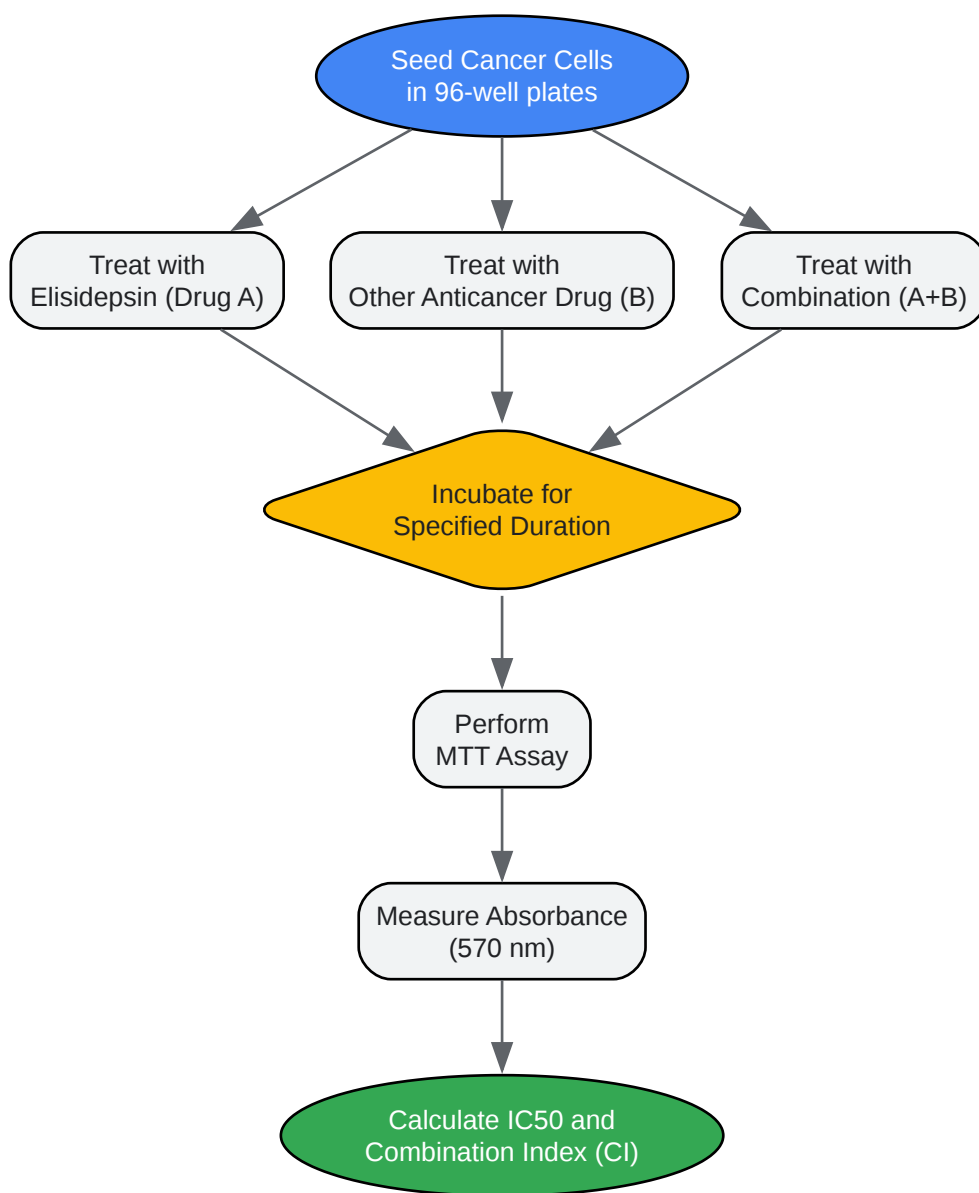 Seed Cancer Cells
in 96-well plates
Treat with
Elisidepsin (Drug A)
Treat with
Other Anticancer Drug (B)
Treat with
Combination (A+B)
Incubate for
Specified Duration
Perform
MTT Assay
Measure Absorbance
(570 nm)
Calculate IC50 and
Combination Index (CI)